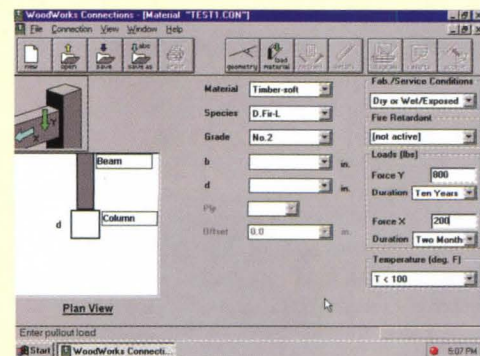 WoodWorks Connections - [Material "TEST1.CON"]
File Connection View Window Help
new open save save as print geometry load material
Material Timber-soft
Species D.Fir-L
Grade No.2
b in.
d in.
Ply
Offset 0.0 in.
Fab./Service Conditions
Dry or Wet/Exposed
Fire Retardant
[not active]
Loads (lbs)
Force Y 800
Duration Ten Years
Force X 200
Duration Two Month
Temperature (deg. F)
T < 100
Y
X
Beam
d
Column
Plan View
Enter pullout load
Start WoodWorks Connecti... 5:07 PM